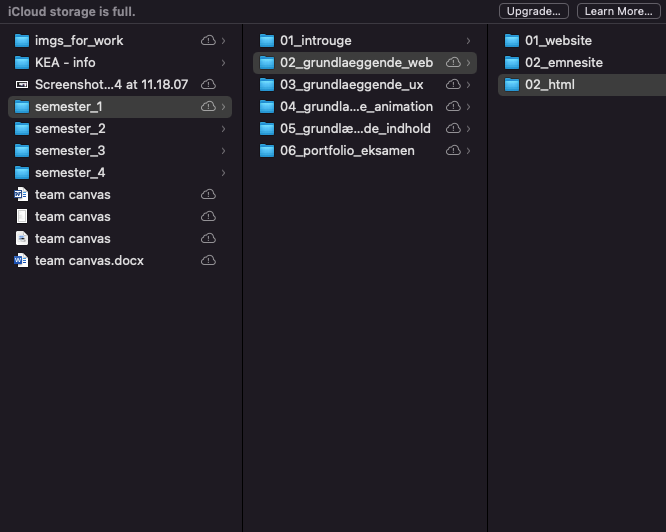 iCloud storage is full.
Upgrade...
Learn More...
imgs_for_work
KEA - info
Screenshot...4 at 11.18.07
semester_1
semester_2
semester_3
semester_4
team canvas
team canvas
team canvas
team canvas.docx
01_introuge
02_grundlaeggende_web
03_grundlaeggende_ux
04_grundla...e_animation
05_grundlæ...de_indhold
06_portfolio_eksamen
01_website
02_emnesite
02_html